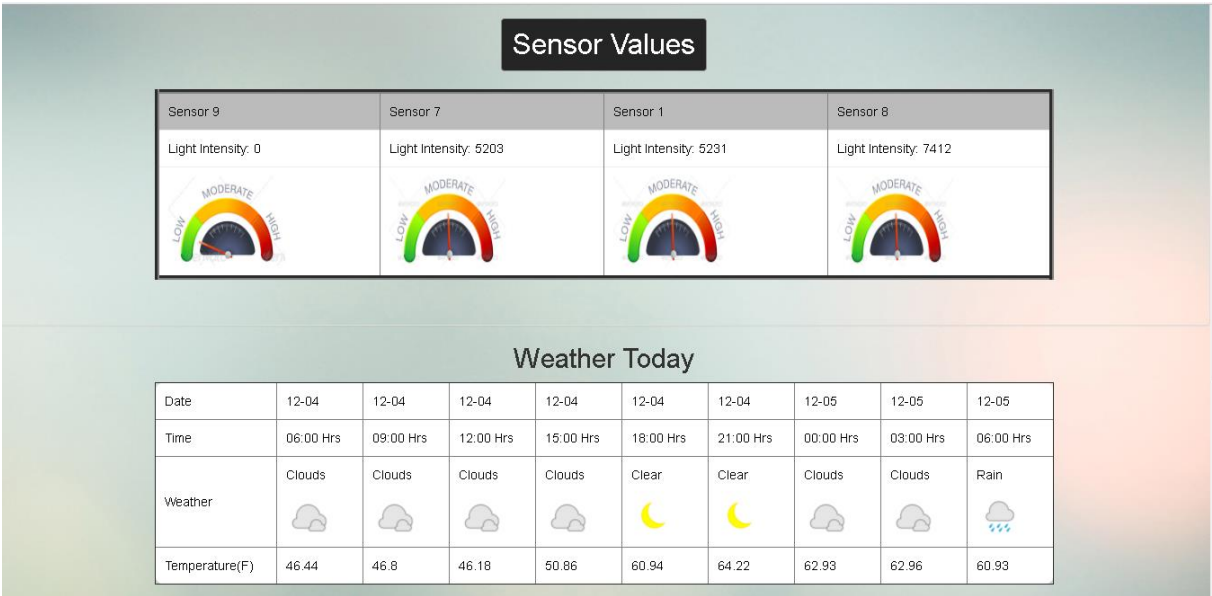 Sensor Values
Sensor 9 Sensor 7 Sensor 1 Sensor 8
Light Intensity: 0 Light Intensity: 5203 Light Intensity: 5231 Light Intensity: 7412
LOW MODERATE HIGH LOW MODERATE HIGH LOW MODERATE HIGH LOW MODERATE HIGH
Weather Today
Date 12-04 12-04 12-04 12-04 12-04 12-04 12-05 12-05 12-05
Time 06:00 Hrs 09:00 Hrs 12:00 Hrs 15:00 Hrs 18:00 Hrs 21:00 Hrs 00:00 Hrs 03:00 Hrs 06:00 Hrs
Weather Clouds Clouds Clouds Clouds Clear Clear Clouds Clouds Rain
Temperature(F) 46.44 46.8 46.18 50.86 60.94 64.22 62.93 62.96 60.93